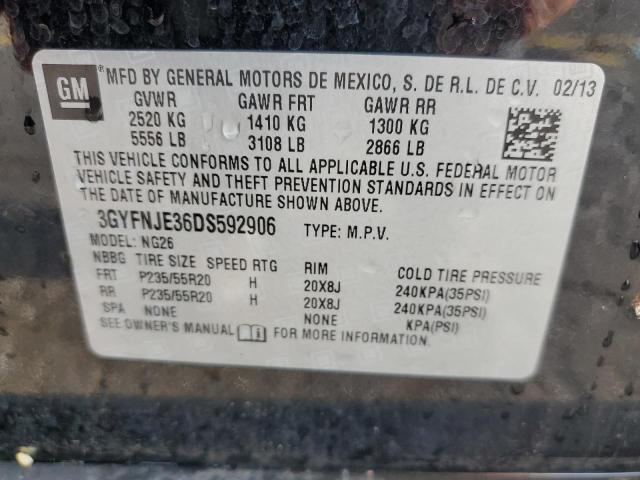 GM ® MFD BY GENERAL MOTORS DE MEXICO, S. DE R.L. DE C.V. 02/13
GVWR GAWR FRT GAWR RR
2520 KG 1410 KG 1300 KG
5556 LB 3108 LB 2866 LB
THIS VEHICLE CONFORMS TO ALL APPLICABLE U.S. FEDERAL MOTOR
VEHICLE SAFETY AND THEFT PREVENTION STANDARDS IN EFFECT ON
THE DATE OF MANUFACTURE SHOWN ABOVE.
3GYFNJE36DS592906 TYPE: M.P.V.
MODEL: NG26
NBBG TIRE SIZE SPEED RTG RIM COLD TIRE PRESSURE
FRT P235/55R20 H 20X8J 240KPA(35PSI)
RR P235/55R20 H 20X8J 240KPA(35PSI)
SPA NONE NONE KPA(PSI)
SEE OWNER'S MANUAL FOR MORE INFORMATION.